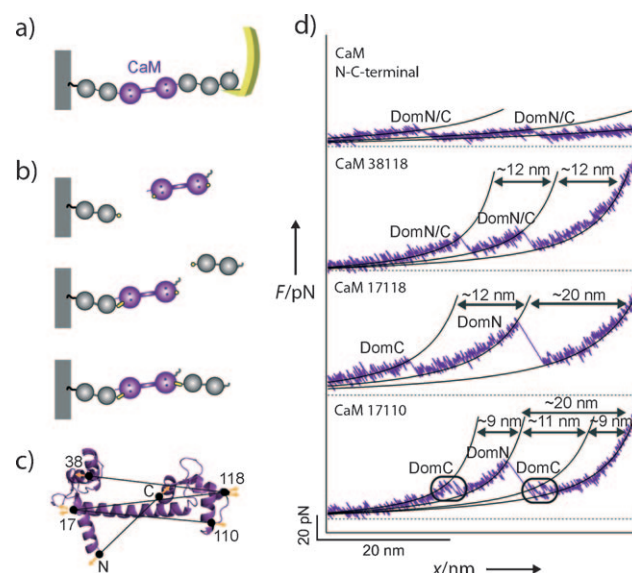 a)
CaM
b)
c)
38
118
C
17
110
N
d)
CaM
N-C-terminal
DomN/C DomN/C
CaM 38118
~12 nm ~12 nm
DomN/C
DomN/C
F/pN
CaM 17118
~12 nm ~20 nm
DomN
DomC
CaM 17110
~20 nm
~9 nm ~11 nm ~9 nm
DomN
DomC DomC
20 pN
20 nm
x/nm